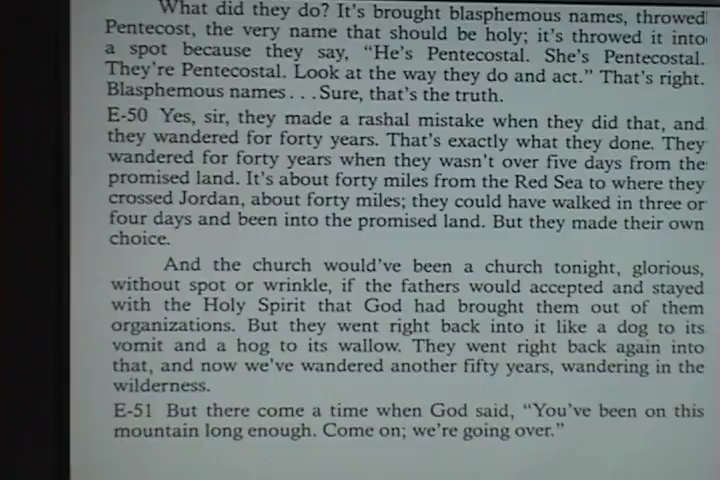 What did they do? It's brought blasphemous names, throwed
Pentecost, the very name that should be holy; it's throwed it into
a spot because they say, “He's Pentecostal. She's Pentecostal.
They're Pentecostal. Look at the way they do and act.” That's right.
Blasphemous names. . .Sure, that's the truth.
E-50 Yes, sir, they made a rashal mistake when they did that, and
they wandered for forty years. That's exactly what they done. They
wandered for forty years when they wasn't over five days from the
promised land. It's about forty miles from the Red Sea to where they
crossed Jordan, about forty miles; they could have walked in three or
four days and been into the promised land. But they made their own
choice.
And the church would've been a church tonight, glorious,
without spot or wrinkle, if the fathers would accepted and stayed
with the Holy Spirit that God had brought them out of them
organizations. But they went right back into it like a dog to its
vomit and a hog to its wallow. They went right back again into
that, and now we've wandered another fifty years, wandering in the
wilderness.
E-51 But there come a time when God said, “You've been on this
mountain long enough. Come on; we're going over.”